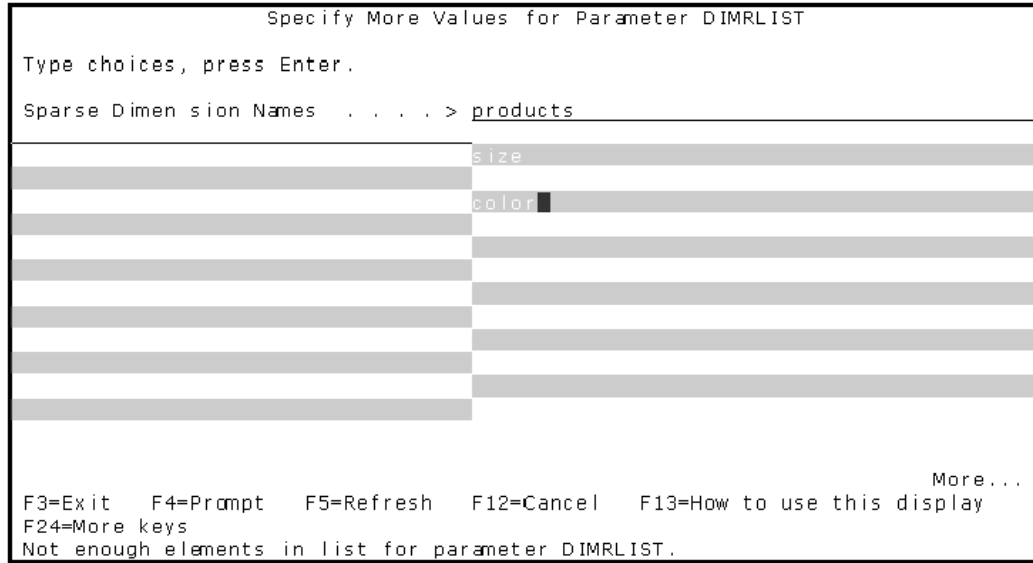 Specify More Values for Parameter DIMRLIST
Type choices, press Enter.
Sparse Dimen sion Names . . . . > products
size
color
More...
F3=Exit F4=Prompt F5=Refresh F12=Cancel F13=How to use this display
F24=More keys
Not enough elements in list for parameter DIMRLIST.